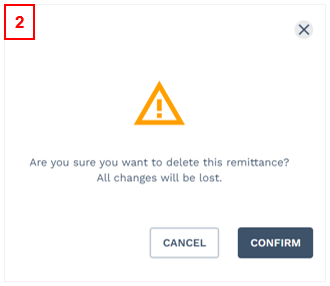 2
Are you sure you want to delete this remittance?
All changes will be lost.
CANCEL
CONFIRM